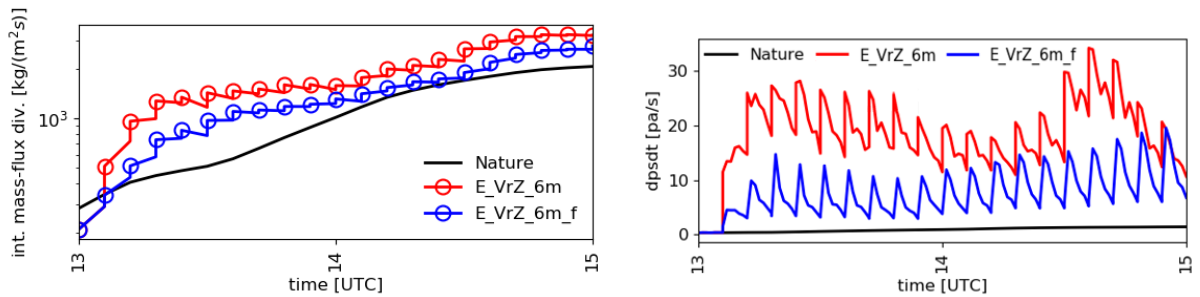 int. mass-flux div. [kg/(m²s)]
10³
Nature
E_VrZ_6m
E_VrZ_6m_f
13
14
15
time [UTC]
dpsdt [pa/s]
Nature E_VrZ_6m E_VrZ_6m_f
30
20
10
0
13
14
15
time [UTC]